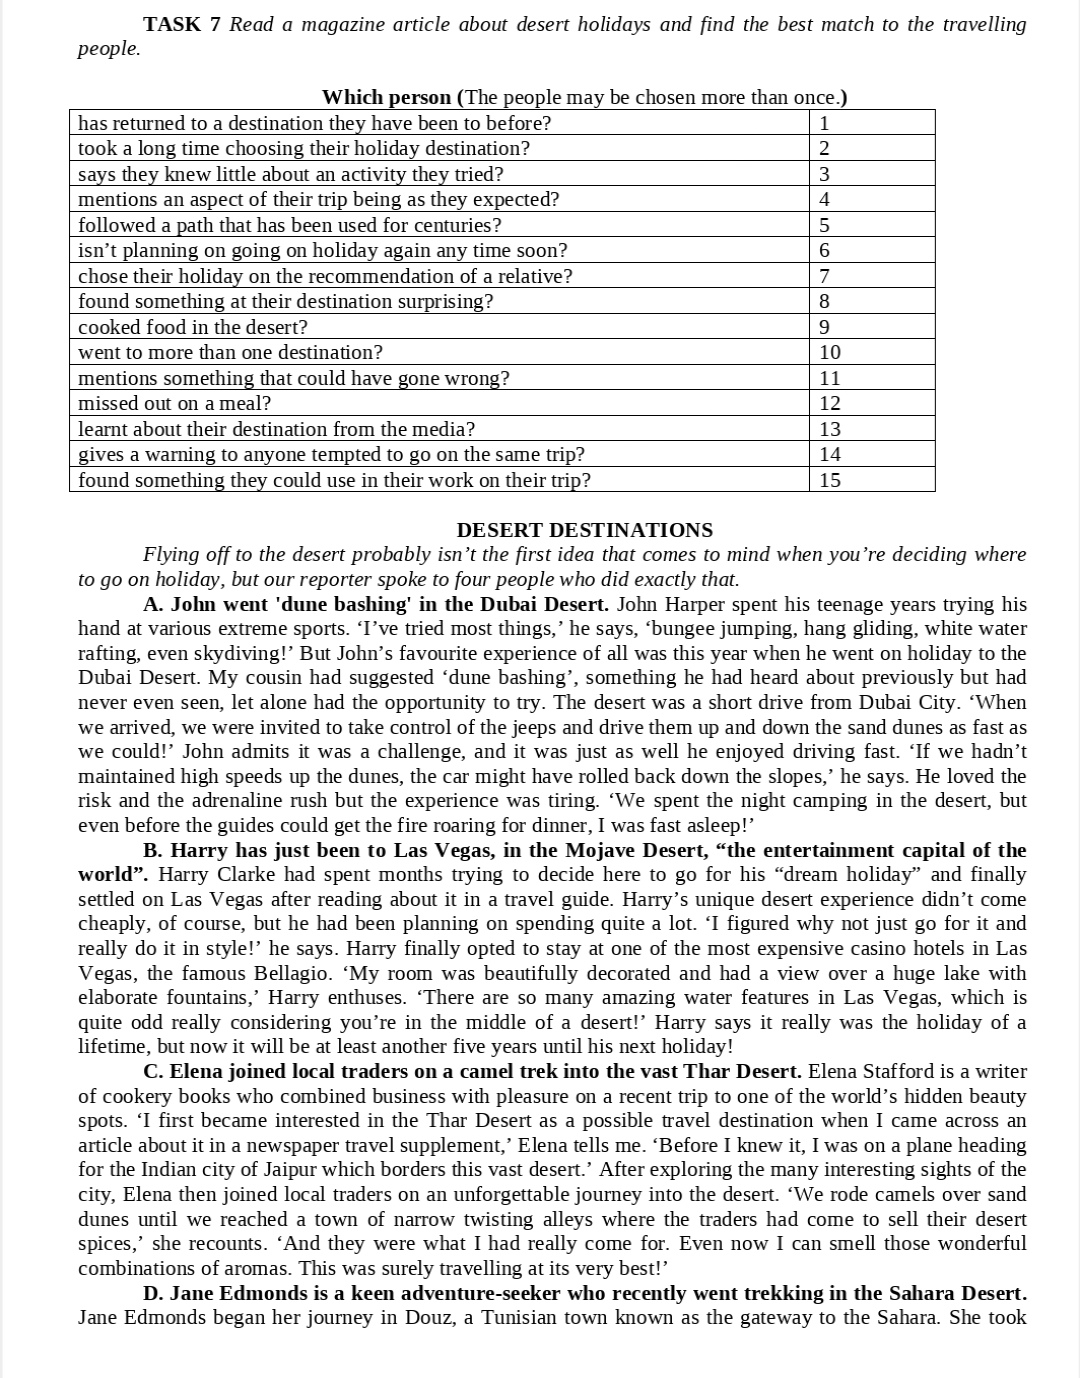 TASK 7 Read a magazine article about desert holidays and find the best match to the travelling
people.
Which person (The people may be chosen more than once.)
has returned to a destination they have been to before? 1
took a long time choosing their holiday destination? 2
says they knew little about an activity they tried? 3
mentions an aspect of their trip being as they expected? 4
followed a path that has been used for centuries? 5
isn’t planning on going on holiday again any time soon? 6
chose their holiday on the recommendation of a relative? 7
found something at their destination surprising? 8
cooked food in the desert? 9
went to more than one destination? 10
mentions something that could have gone wrong? 11
missed out on a meal? 12
learnt about their destination from the media? 13
gives a warning to anyone tempted to go on the same trip? 14
found something they could use in their work on their trip? 15
DESERT DESTINATIONS
Flying off to the desert probably isn’t the first idea that comes to mind when you’re deciding where
to go on holiday, but our reporter spoke to four people who did exactly that.
A. John went 'dune bashing' in the Dubai Desert. John Harper spent his teenage years trying his
hand at various extreme sports. ‘I’ve tried most things,’ he says, ‘bungee jumping, hang gliding, white water
rafting, even skydiving!’ But John’s favourite experience of all was this year when he went on holiday to the
Dubai Desert. My cousin had suggested ‘dune bashing’, something he had heard about previously but had
never even seen, let alone had the opportunity to try. The desert was a short drive from Dubai City. ‘When
we arrived, we were invited to take control of the jeeps and drive them up and down the sand dunes as fast as
we could!’ John admits it was a challenge, and it was just as well he enjoyed driving fast. ‘If we hadn’t
maintained high speeds up the dunes, the car might have rolled back down the slopes,’ he says. He loved the
risk and the adrenaline rush but the experience was tiring. ‘We spent the night camping in the desert, but
even before the guides could get the fire roaring for dinner, I was fast asleep!’
B. Harry has just been to Las Vegas, in the Mojave Desert, “the entertainment capital of the
world”. Harry Clarke had spent months trying to decide here to go for his “dream holiday” and finally
settled on Las Vegas after reading about it in a travel guide. Harry’s unique desert experience didn’t come
cheaply, of course, but he had been planning on spending quite a lot. ‘I figured why not just go for it and
really do it in style!’ he says. Harry finally opted to stay at one of the most expensive casino hotels in Las
Vegas, the famous Bellagio. ‘My room was beautifully decorated and had a view over a huge lake with
elaborate fountains,’ Harry enthuses. ‘There are so many amazing water features in Las Vegas, which is
quite odd really considering you’re in the middle of a desert!’ Harry says it really was the holiday of a
lifetime, but now it will be at least another five years until his next holiday!
C. Elena joined local traders on a camel trek into the vast Thar Desert. Elena Stafford is a writer
of cookery books who combined business with pleasure on a recent trip to one of the world’s hidden beauty
spots. ‘I first became interested in the Thar Desert as a possible travel destination when I came across an
article about it in a newspaper travel supplement,’ Elena tells me. ‘Before I knew it, I was on a plane heading
for the Indian city of Jaipur which borders this vast desert.’ After exploring the many interesting sights of the
city, Elena then joined local traders on an unforgettable journey into the desert. ‘We rode camels over sand
dunes until we reached a town of narrow twisting alleys where the traders had come to sell their desert
spices,’ she recounts. ‘And they were what I had really come for. Even now I can smell those wonderful
combinations of aromas. This was surely travelling at its very best!’
D. Jane Edmonds is a keen adventure-seeker who recently went trekking in the Sahara Desert.
Jane Edmonds began her journey in Douz, a Tunisian town known as the gateway to the Sahara. She took